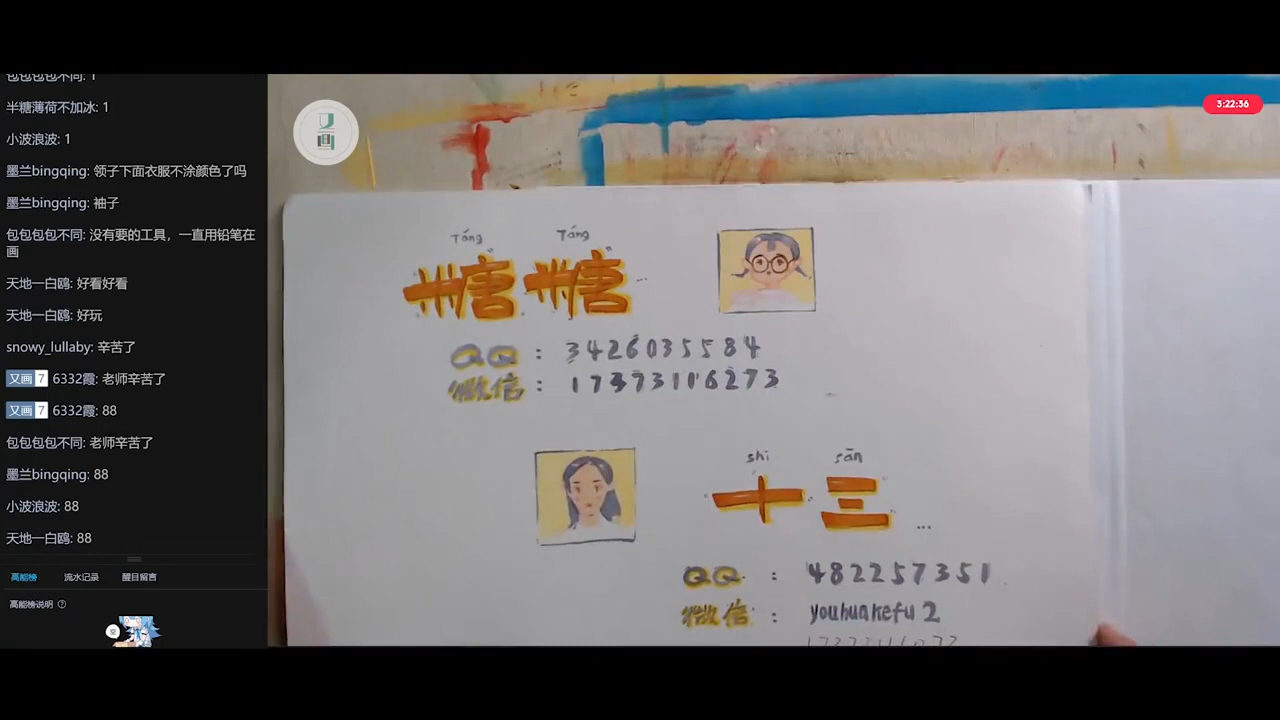 包包包包不同: 1
半糖薄荷不加冰: 1
小波浪波: 1
墨兰bingqing: 领子下面衣服不涂颜色了吗
墨兰bingqing: 袖子
包包包包不同: 没有要的工具，一直用铅笔在
画
天地一白鸥: 好看好看
天地一白鸥: 好玩
snowy_lullaby: 辛苦了
又画 7 6332霞: 老师辛苦了
又画 7 6332霞: 88
包包包包不同: 老师辛苦了
墨兰bingqing: 88
小波浪波: 88
天地一白鸥: 88
高能榜 流水记录 醒目留言
高能榜说明 ?
3:22:36
Táng Táng
糖糖...
QQ: 3426035584
微信: 17373116273
shí sān
十三...
QQ: 482257351
微信: youhuakefu2